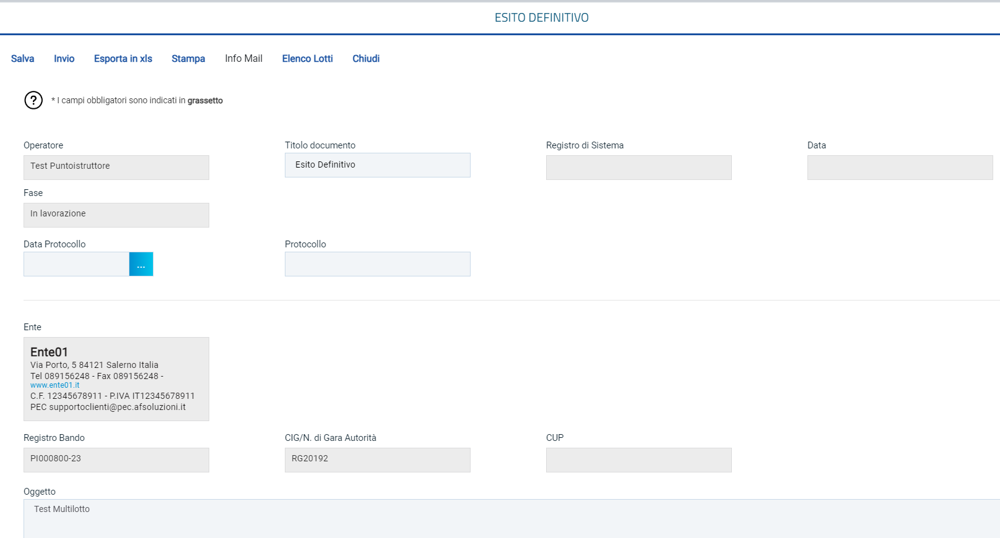 ESITO DEFINITIVO
Salva Invio Esporta in xls Stampa Info Mail Elenco Lotti Chiudi
* I campi obbligatori sono indicati in grassetto
Operatore Titolo documento Registro di Sistema Data
Test Puntoistruttore Esito Definitivo
Fase
In lavorazione
Data Protocollo Protocollo
...
Ente
Ente01
Via Porto, 5 84121 Salerno Italia
Tel 089156248 - Fax 089156248 -
www.ente01.it
C.F. 12345678911 - P.IVA IT12345678911
PEC supportoclienti@pec.afsoluzioni.it
Registro Bando CIG/N. di Gara Autorità CUP
PI000800-23 RG20192
Oggetto
Test Multilotto